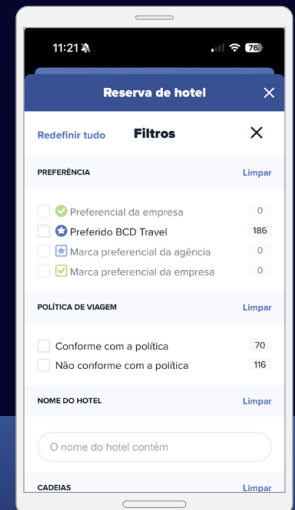 11:21
76
Reserva de hotel
Redefinir tudo Filtros
PREFERÊNCIA Limpar
Preferencial da empresa 0
Preferido BCD Travel 186
Marca preferencial da agência 0
Marca preferencial da empresa 0
POLÍTICA DE VIAGEM Limpar
Conforme com a política 70
Não conforme com a política 116
NOME DO HOTEL Limpar
O nome do hotel contém
CADEIAS Limpar